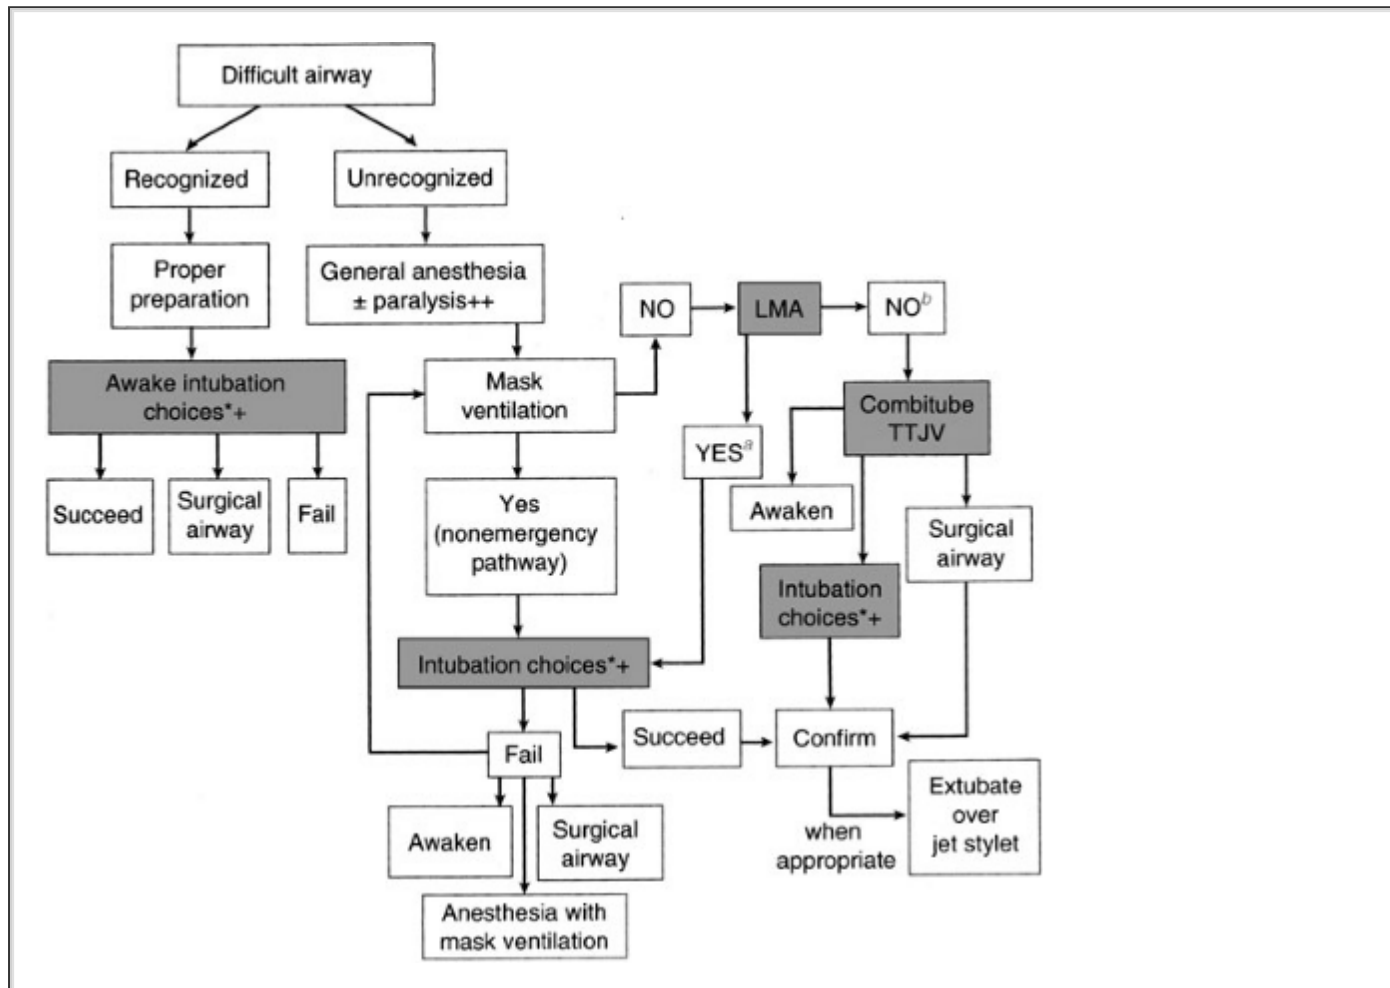 Difficult airway
Recognized
Unrecognized
Proper
preparation
General anesthesia
± paralysis++
NO
LMA
NOᵇ
Awake intubation
choices*+
Mask
ventilation
Combitube
TTJV
YESᵃ
Succeed
Surgical
airway
Fail
Yes
(nonemergency
pathway)
Awaken
Surgical
airway
Intubation
choices*+
Intubation choices*+
Fail
Succeed
Confirm
Awaken
Surgical
airway
when
appropriate
Extubate
over
jet stylet
Anesthesia with
mask ventilation